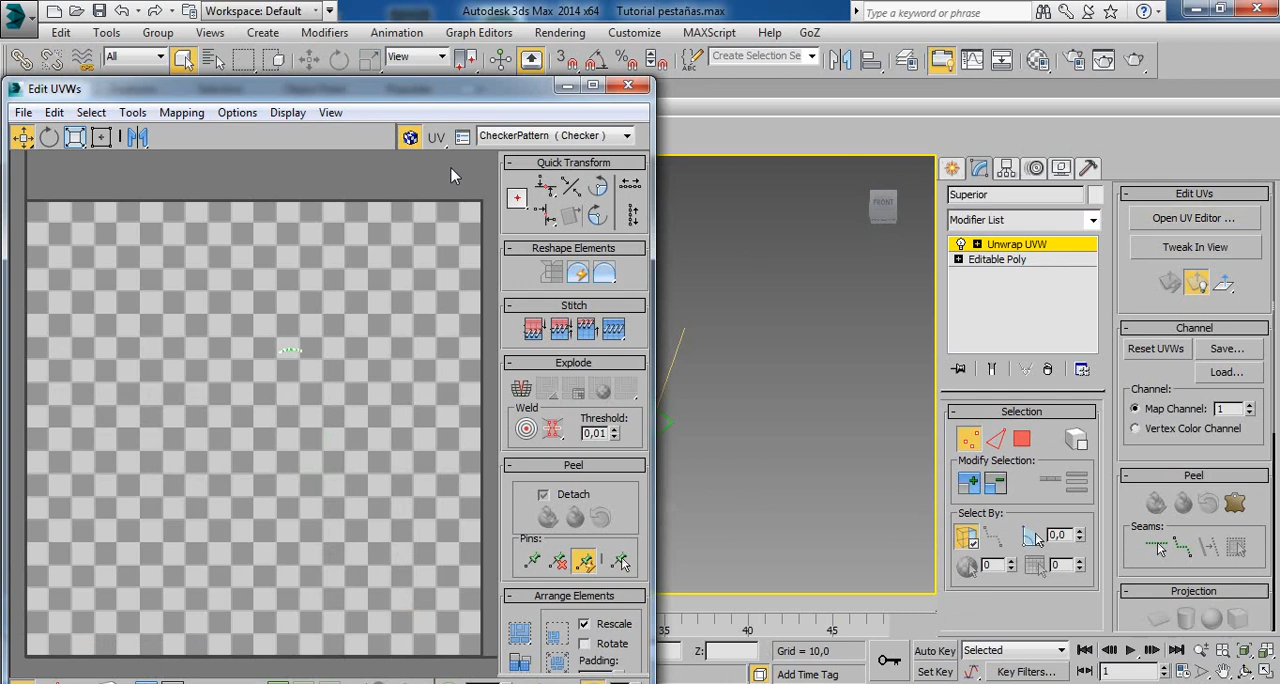 Workspace: Default
Autodesk 3ds Max 2014 x64
Tutorial pestañas.max
Type a keyword or phrase
Edit
Tools
Group
Views
Create
Modifiers
Animation
Graph Editors
Rendering
Customize
MAXScript
Help
GoZ
All
View
3
Create Selection Se
Edit UVWs
File
Edit
Select
Tools
Mapping
Options
Display
View
UV
CheckerPattern ( Checker )
Quick Transform
Reshape Elements
Stitch
Explode
Weld
Threshold:
0,01
Peel
Detach
Pins:
Arrange Elements
Rescale
Rotate
Padding:
FRONT
Superior
Modifier List
Unwrap UVW
Editable Poly
Selection
Modify Selection:
Select By:
0,0
0
0
Edit UVs
Open UV Editor ...
Tweak In View
Channel
Reset UVWs
Save...
Load...
Channel:
Map Channel:
1
Vertex Color Channel
Peel
Seams:
Projection
35
40
45
Z:
Grid = 10,0
Add Time Tag
Auto Key
Selected
Set Key
Key Filters...
1